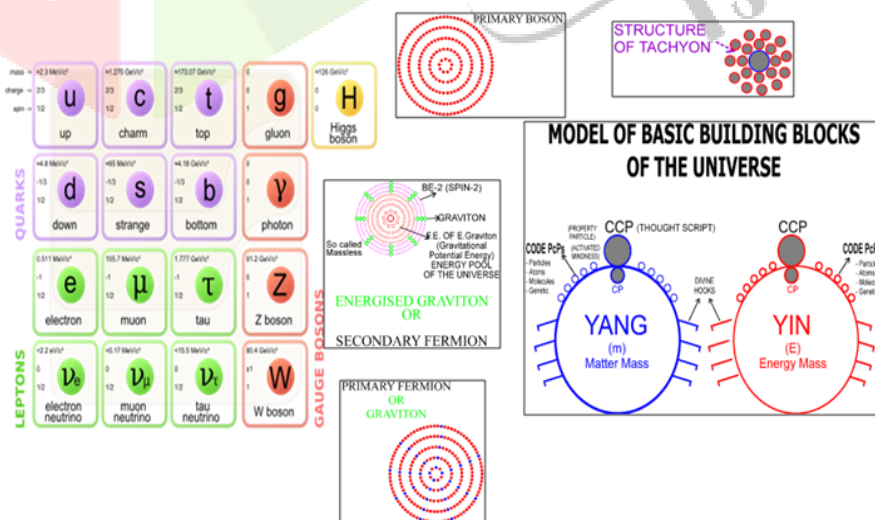 mass →
charge →
spin →
≈2.3 MeV/c²
2/3
1/2
u
up
≈1.275 GeV/c²
2/3
1/2
c
charm
≈173.07 GeV/c²
2/3
1/2
t
top
0
0
1
g
gluon
≈126 GeV/c²
0
0
H
Higgs
boson
QUARKS
≈4.8 MeV/c²
-1/3
1/2
d
down
≈95 MeV/c²
-1/3
1/2
s
strange
≈4.18 GeV/c²
-1/3
1/2
b
bottom
0
0
1
γ
photon
LEPTONS
0.511 MeV/c²
-1
1/2
e
electron
105.7 MeV/c²
-1
1/2
μ
muon
1.777 GeV/c²
-1
1/2
τ
tau
91.2 GeV/c²
0
1
Z
Z boson
<2.2 eV/c²
0
1/2
νe
electron
neutrino
<0.17 MeV/c²
0
1/2
νμ
muon
neutrino
<15.5 MeV/c²
0
1/2
ντ
tau
neutrino
80.4 GeV/c²
±1
1
W
W boson
GAUGE BOSONS
PRIMARY BOSON
STRUCTURE
OF TACHYON
BE-2 (SPIN-2)
GRAVITON
So called
Massless
E.E. OF E.Graviton
(Gravitational
Potential Energy)
ENERGY POOL
OF THE UNIVERSE
ENERGISED GRAVITON
OR
SECONDARY FERMION
PRIMARY FERMION
OR
GRAVITON
MODEL OF BASIC BUILDING BLOCKS
OF THE UNIVERSE
(PROPERTY
PARTICLE)
CCP (THOUGHT SCRIPT)
CODE PcPs
(ACTIVATED
MINDNESS)
- Particles
- Atoms
- Molecules
- Genetic
CP
YANG
(m)
Matter Mass
DIVINE
HOOKS
CCP
CP
YIN
(E)
Energy Mass
CODE
- Atoms